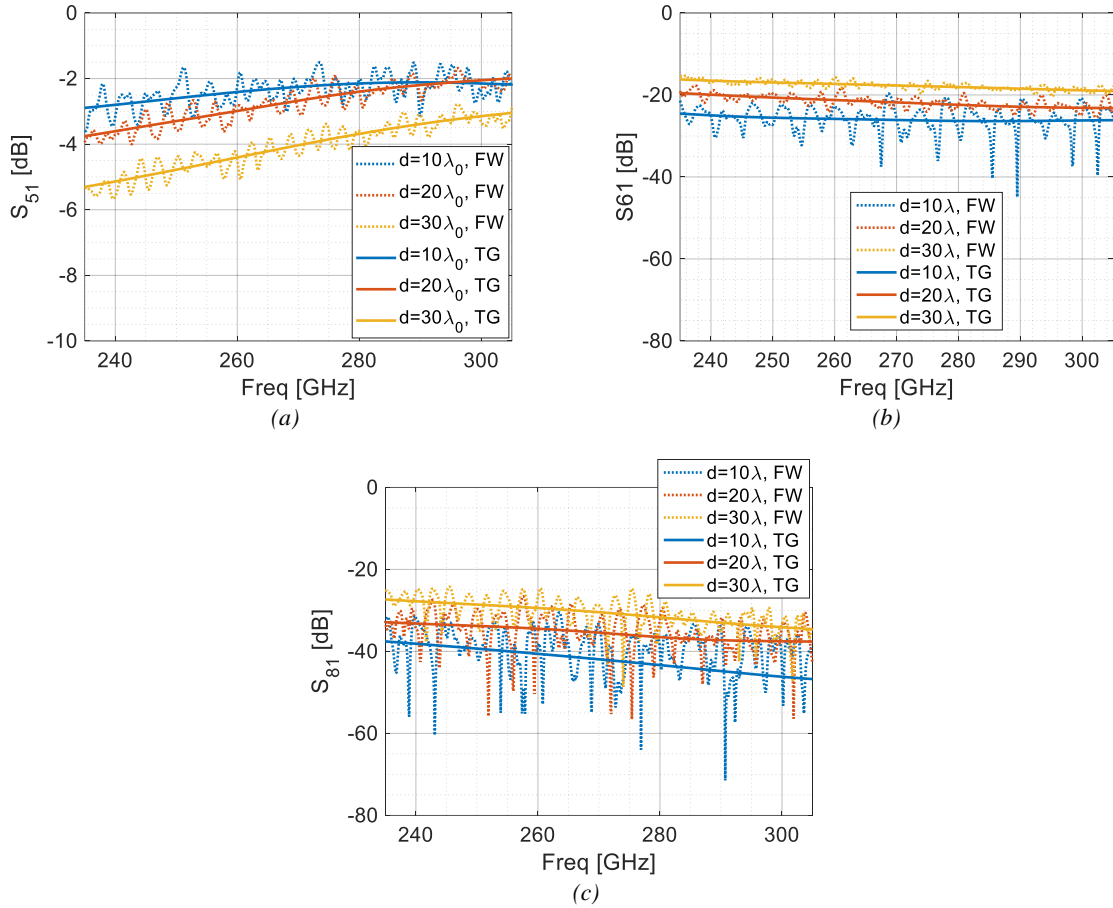 0
-2
-4
-6
-8
-10
S51 [dB]
d=10λ0, FW
d=20λ0, FW
d=30λ0, FW
d=10λ0, TG
d=20λ0, TG
d=30λ0, TG
240 260 280 300
Freq [GHz]
(a)
0
-20
-40
-60
-80
S61 [dB]
d=10λ, FW
d=20λ, FW
d=30λ, FW
d=10λ, TG
d=20λ, TG
d=30λ, TG
240 250 260 270 280 290 300
Freq [GHz]
(b)
0
-20
-40
-60
-80
S81 [dB]
d=10λ, FW
d=20λ, FW
d=30λ, FW
d=10λ, TG
d=20λ, TG
d=30λ, TG
240 260 280 300
Freq [GHz]
(c)